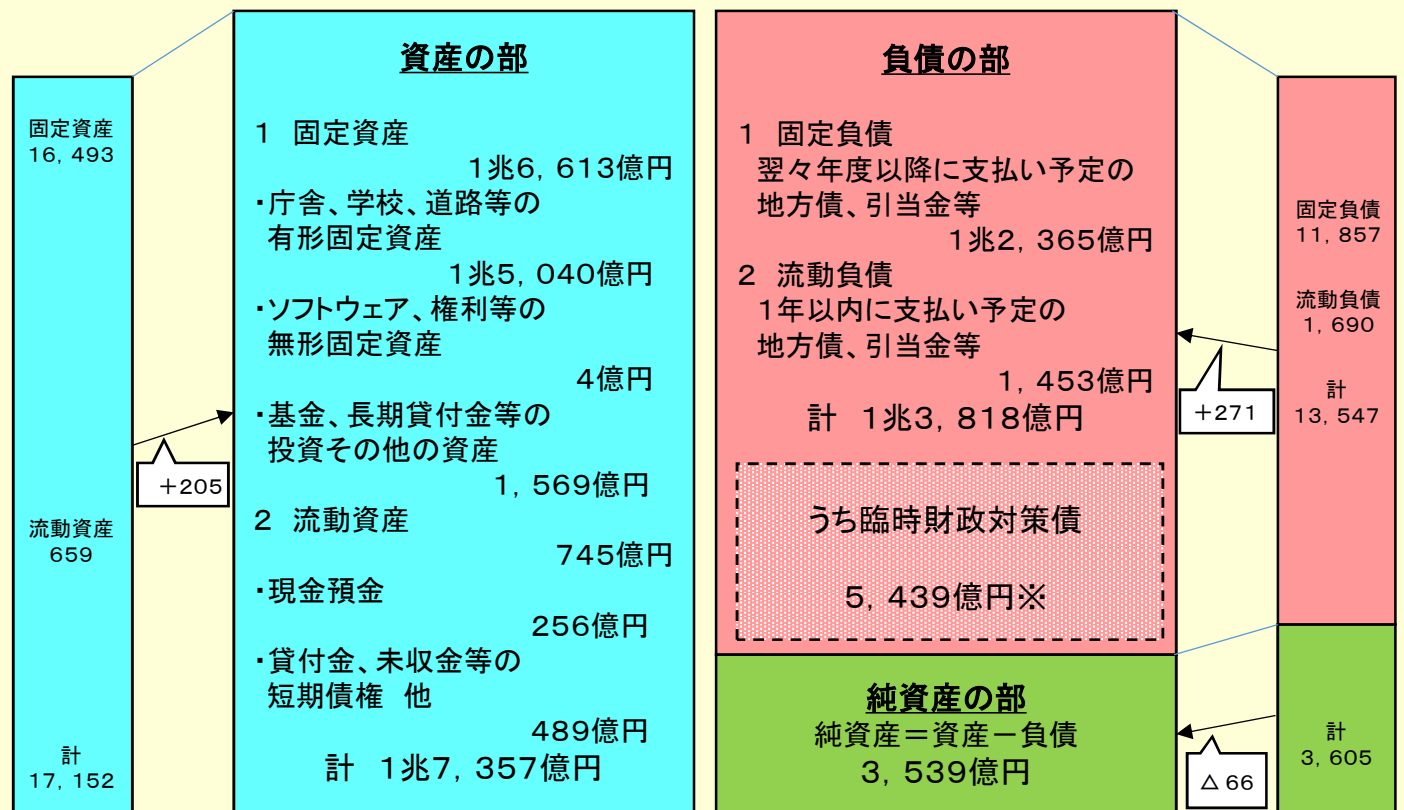 固定資産
16,493
流動資産
659
計
17,152
+205
資産の部
1 固定資産
1兆6,613億円
・庁舎、学校、道路等の
有形固定資産
1兆5,040億円
・ソフトウェア、権利等の
無形固定資産
4億円
・基金、長期貸付金等の
投資その他の資産
1,569億円
2 流動資産
745億円
・現金預金
256億円
・貸付金、未収金等の
短期債権 他
489億円
計 1兆7,357億円
負債の部
1 固定負債
翌々年度以降に支払い予定の
地方債、引当金等
1兆2,365億円
2 流動負債
1年以内に支払い予定の
地方債、引当金等
1,453億円
計 1兆3,818億円
うち臨時財政対策債
5,439億円※
純資産の部
純資産=資産-負債
3,539億円
固定負債
11,857
流動負債
1,690
計
13,547
+271
計
3,605
△66